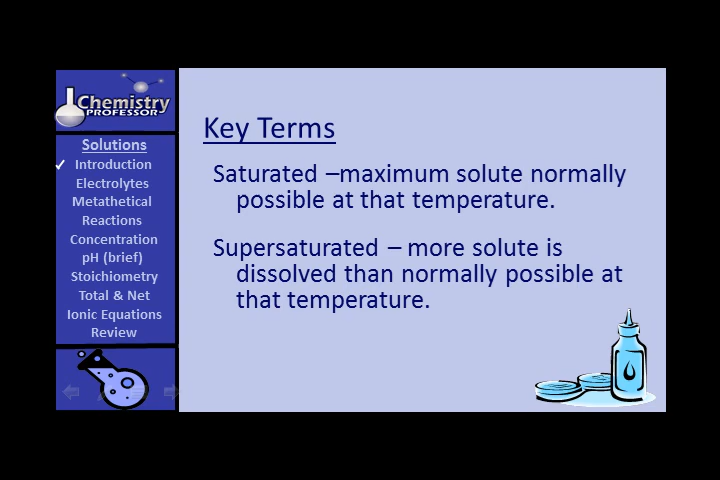 Chemistry
PROFESSOR
Solutions
✓ Introduction
Electrolytes
Metathetical
Reactions
Concentration
pH (brief)
Stoichiometry
Total & Net
Ionic Equations
Review
Key Terms
Saturated –maximum solute normally
possible at that temperature.
Supersaturated – more solute is
dissolved than normally possible at
that temperature.